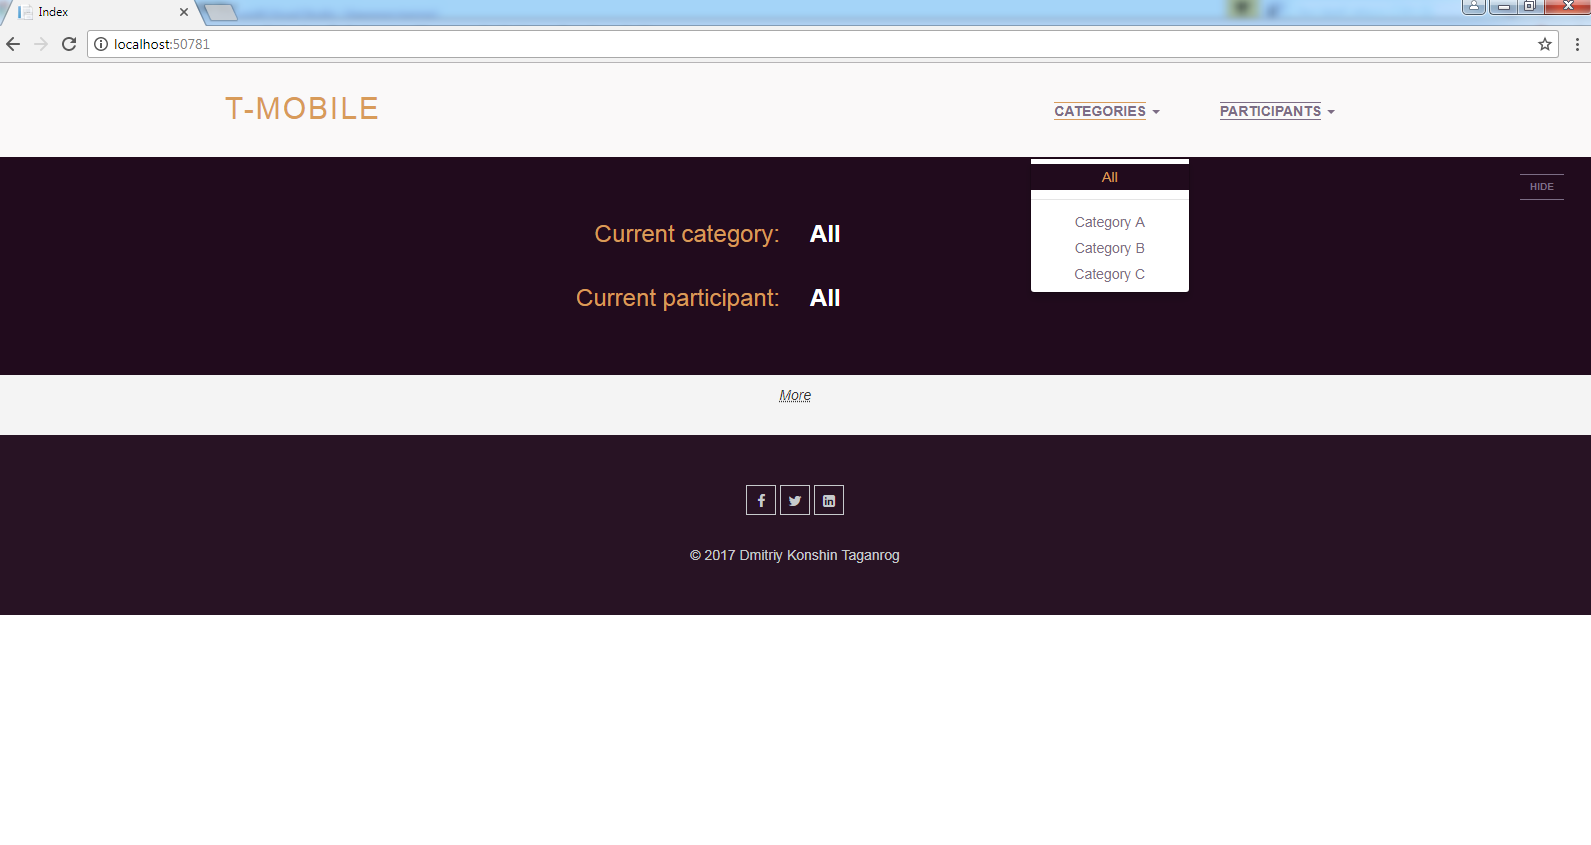 Index
localhost:50781
T-MOBILE
CATEGORIES
PARTICIPANTS
All
Category A
Category B
Category C
HIDE
Current category: All
Current participant: All
More
© 2017 Dmitriy Konshin Taganrog